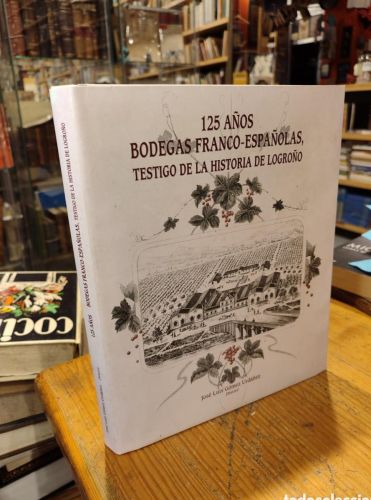 125 AÑOS
BODEGAS FRANCO-ESPAÑOLAS,
TESTIGO DE LA HISTORIA DE LOGROÑO
José Luis Gómez Urdáñez
125 AÑOS BODEGAS FRANCO-ESPAÑOLAS, TESTIGO DE LA HISTORIA DE LOGROÑO
COCI